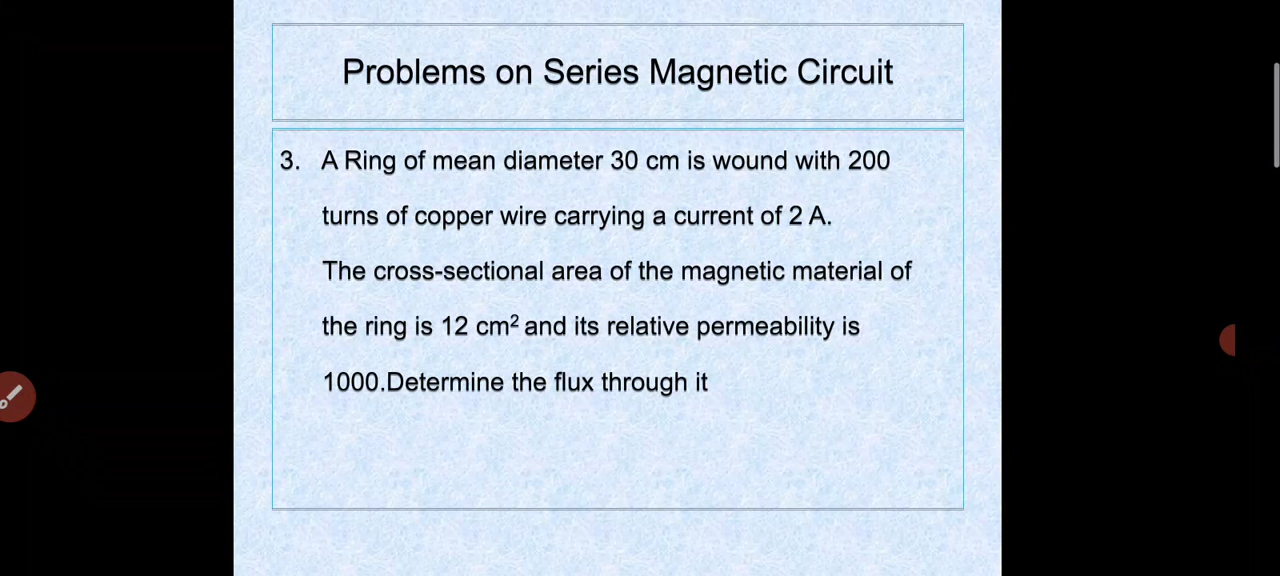 Problems on Series Magnetic Circuit
3. A Ring of mean diameter 30 cm is wound with 200
turns of copper wire carrying a current of 2 A.
The cross-sectional area of the magnetic material of
the ring is 12 cm² and its relative permeability is
1000.Determine the flux through it